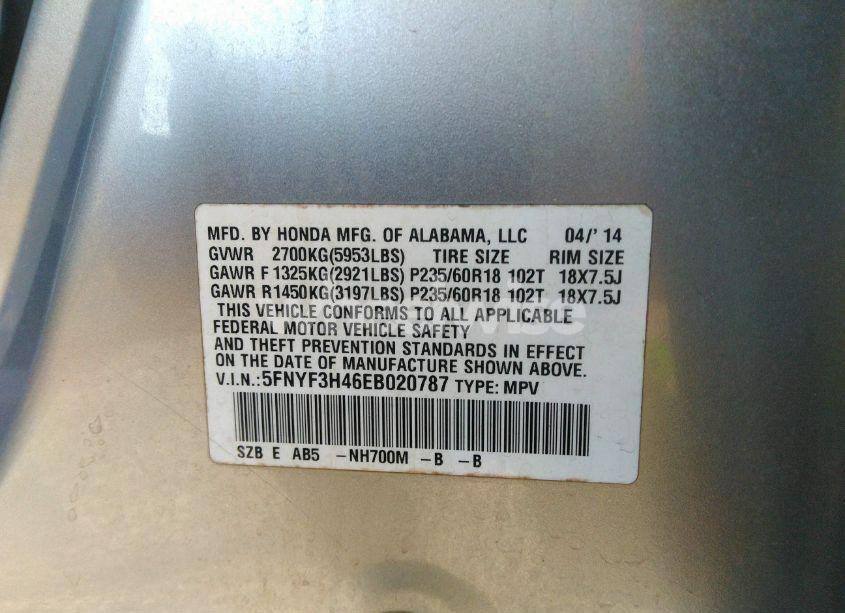 MFD. BY HONDA MFG. OF ALABAMA, LLC 04/'14
GVWR 2700KG(5953LBS) TIRE SIZE RIM SIZE
GAWR F 1325KG(2921LBS) P235/60R18 102T 18X7.5J
GAWR R1450KG(3197LBS) P235/60R18 102T 18X7.5J
THIS VEHICLE CONFORMS TO ALL APPLICABLE
FEDERAL MOTOR VEHICLE SAFETY
AND THEFT PREVENTION STANDARDS IN EFFECT
ON THE DATE OF MANUFACTURE SHOWN ABOVE.
V.I.N.:5FNYF3H46EB020787 TYPE: MPV
SZB E AB5 -NH700M -B -B